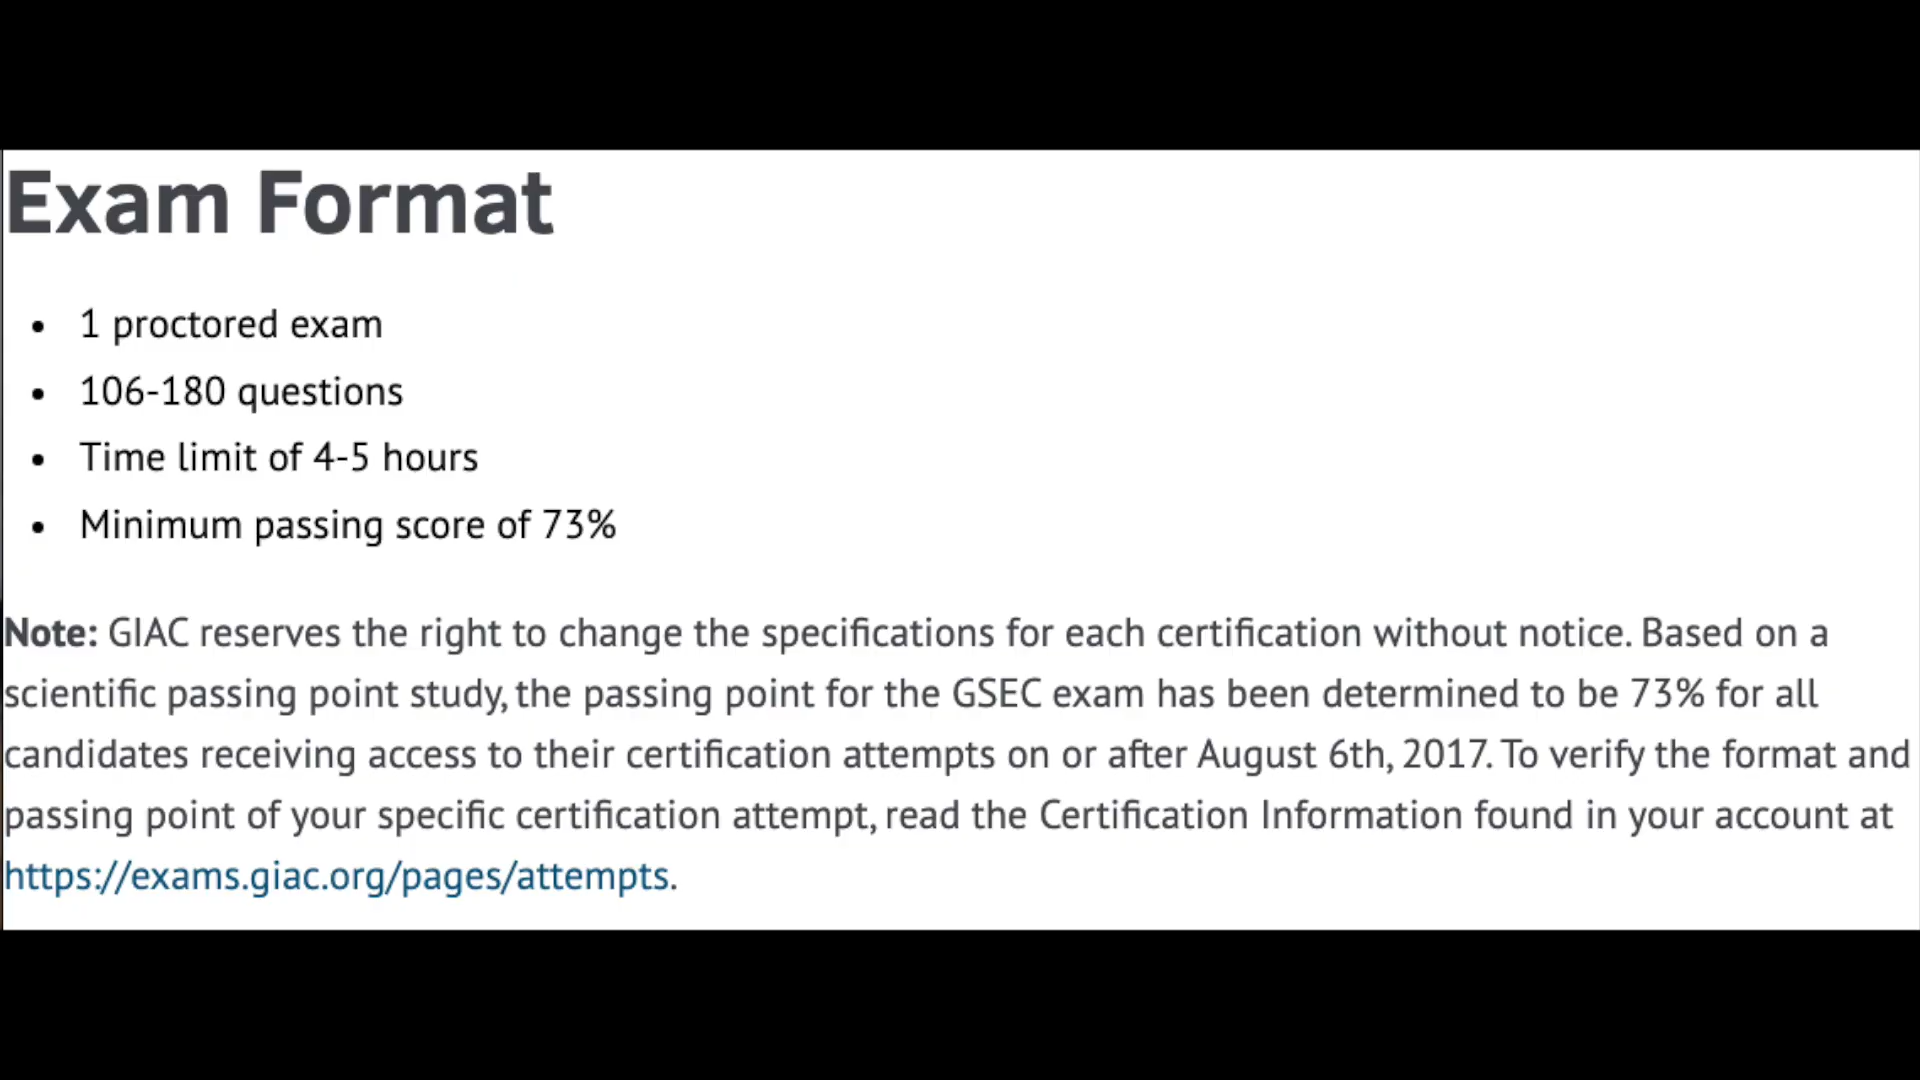 Exam Format
• 1 proctored exam
• 106-180 questions
• Time limit of 4-5 hours
• Minimum passing score of 73%
Note: GIAC reserves the right to change the specifications for each certification without notice. Based on a
scientific passing point study, the passing point for the GSEC exam has been determined to be 73% for all
candidates receiving access to their certification attempts on or after August 6th, 2017. To verify the format and
passing point of your specific certification attempt, read the Certification Information found in your account at
https://exams.giac.org/pages/attempts.